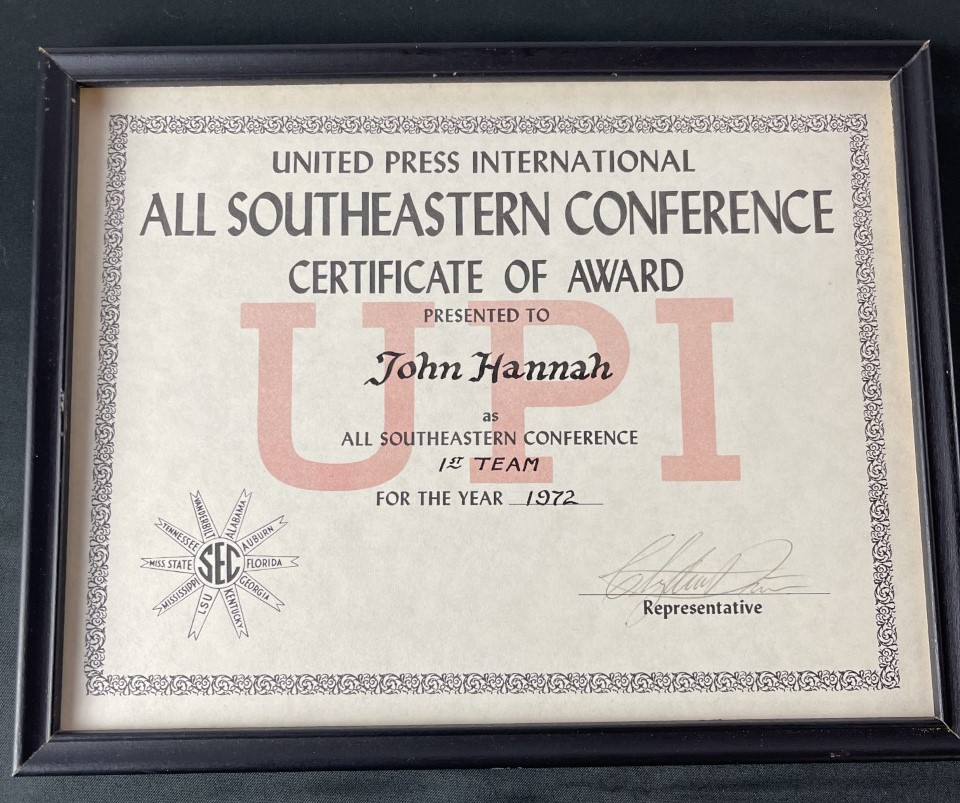 UNITED PRESS INTERNATIONAL
ALL SOUTHEASTERN CONFERENCE
CERTIFICATE OF AWARD
UPI
PRESENTED TO
John Hannah
as
ALL SOUTHEASTERN CONFERENCE
1ST TEAM
FOR THE YEAR 1972
SEC
VANDERBILT
ALABAMA
AUBURN
FLORIDA
GEORGIA
KENTUCKY
LSU
MISSISSIPPI
MISS STATE
TENNESSEE
Representative